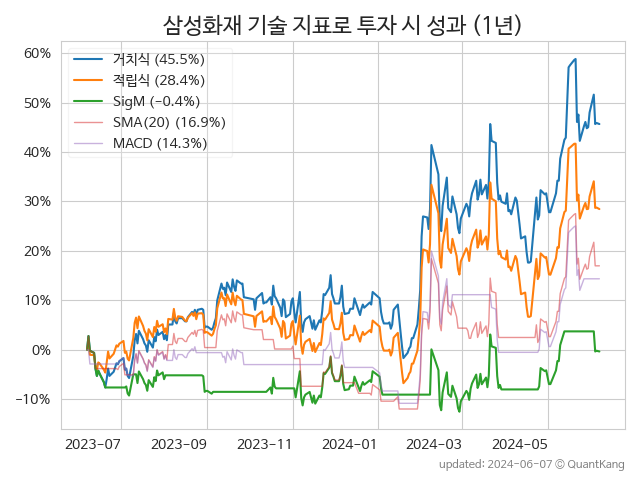 삼성화재 기술 지표로 투자 시 성과 (1년)
거치식 (45.5%)
적립식 (28.4%)
SigM (−0.4%)
SMA(20) (16.9%)
MACD (14.3%)
60%
50%
40%
30%
20%
10%
0%
−10%
2023-07 2023-09 2023-11 2024-01 2024-03 2024-05
updated: 2024-06-07 © QuantKang